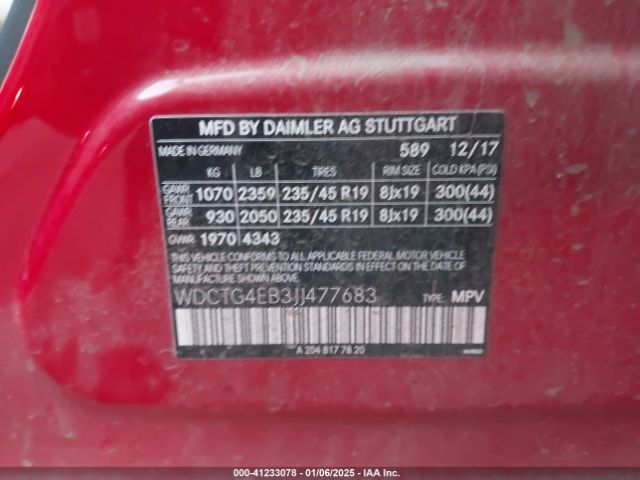 MFD BY DAIMLER AG STUTTGART
MADE IN GERMANY 589 12/17
KG LB TIRES RIM SIZE COLD KPA (PSI)
GAWR FRONT 1070 2359 235/45 R19 8Jx19 300(44)
GAWR REAR 930 2050 235/45 R19 8Jx19 300(44)
GVWR 1970 4343
THIS VEHICLE CONFORMS TO ALL APPLICABLE FEDERAL MOTOR VEHICLE
SAFETY AND THEFT PREVENTION STANDARDS IN EFFECT ON THE DATE
OF MANUFACTURE SHOWN ABOVE.
WDCTG4EB3JJ477683 TYPE: MPV
A 204 817 78 20
000-41233078 - 01/06/2025 - IAA Inc.